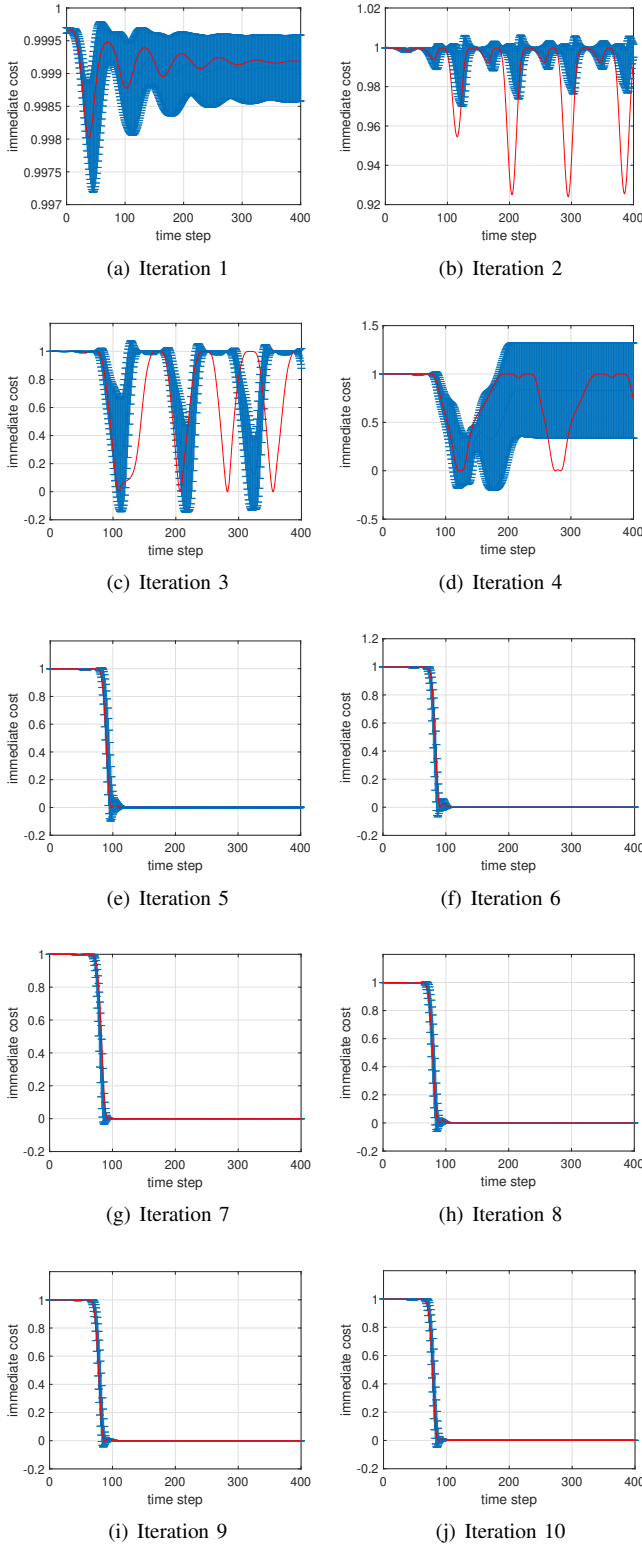 immediate cost
1
0.9995
0.999
0.9985
0.998
0.9975
0.997
0 100 200 300 400
time step
(a) Iteration 1
immediate cost
1.02
1
0.98
0.96
0.94
0.92
0 100 200 300 400
time step
(b) Iteration 2
immediate cost
1
0.8
0.6
0.4
0.2
0
-0.2
0 100 200 300 400
time step
(c) Iteration 3
immediate cost
1.5
1
0.5
0
-0.5
0 100 200 300 400
time step
(d) Iteration 4
immediate cost
1
0.8
0.6
0.4
0.2
0
-0.2
0 100 200 300 400
time step
(e) Iteration 5
immediate cost
1.2
1
0.8
0.6
0.4
0.2
0
-0.2
0 100 200 300 400
time step
(f) Iteration 6
immediate cost
1
0.8
0.6
0.4
0.2
0
-0.2
0 100 200 300 400
time step
(g) Iteration 7
immediate cost
1
0.8
0.6
0.4
0.2
0
-0.2
0 100 200 300 400
time step
(h) Iteration 8
immediate cost
1
0.8
0.6
0.4
0.2
0
-0.2
0 100 200 300 400
time step
(i) Iteration 9
immediate cost
1
0.8
0.6
0.4
0.2
0
-0.2
0 100 200 300 400
time step
(j) Iteration 10